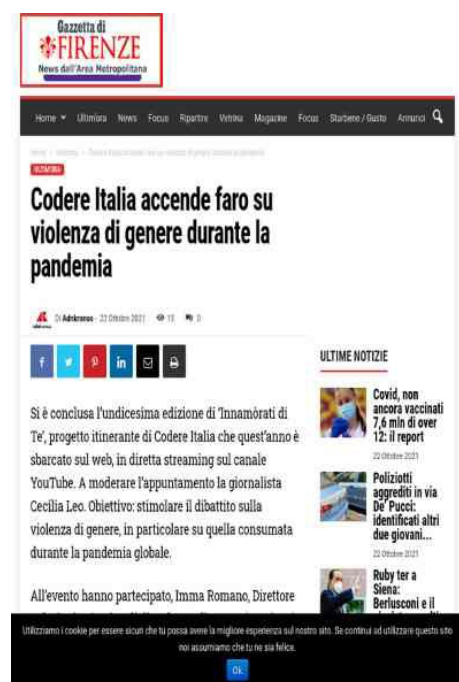 Gazzetta di
FIRENZE
News dall'Area Metropolitana
Home Ultim'ora News Focus Ripartire Vetrina Magazine Focus Starbene / Gusto Annunci
ULTIM'ORA
Codere Italia accende faro su
violenza di genere durante la
pandemia
Di Adnkronos - 22 Ottobre 2021 0
ULTIME NOTIZIE
Covid, non
ancora vaccinati
7,6 mln di over
12: il report
22 Ottobre 2021
Si è conclusa l'undicesima edizione di 'Innamòrati di
Te', progetto itinerante di Codere Italia che quest'anno è
sbarcato sul web, in diretta streaming sul canale
YouTube. A moderare l'appuntamento la giornalista
Cecilia Leo. Obiettivo: stimolare il dibattito sulla
violenza di genere, in particolare su quella consumata
durante la pandemia globale.
Poliziotti
aggrediti in via
De' Pucci:
identificati altri
due giovani...
22 Ottobre 2021
Ruby ter a
Siena:
Berlusconi e il
All'evento hanno partecipato, Imma Romano, Direttore
Utilizziamo i cookie per essere sicuri che tu possa avere la migliore esperienza sul nostro sito. Se continui ad utilizzare questo sito
noi assumiamo che tu ne sia felice.
Ok